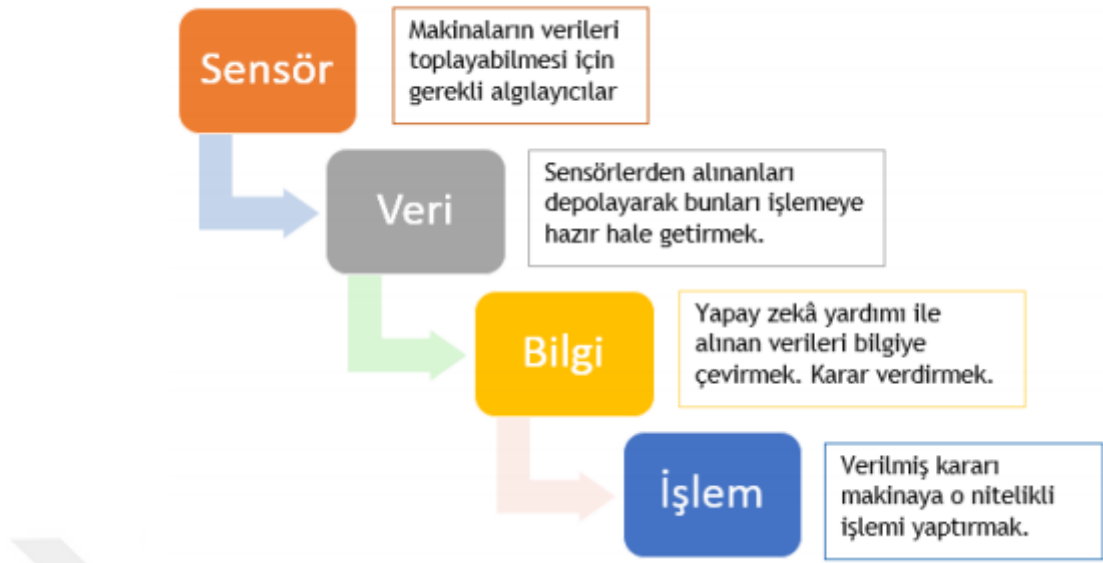 Sensör
Makinaların verileri
toplayabilmesi için
gerekli algılayıcılar
Veri
Sensörlerden alınanları
depolayarak bunları işlemeye
hazır hale getirmek.
Bilgi
Yapay zekâ yardımı ile
alınan verileri bilgiye
çevirmek. Karar verdirmek.
İşlem
Verilmiş kararı
makinaya o nitelikli
işlemi yaptırmak.